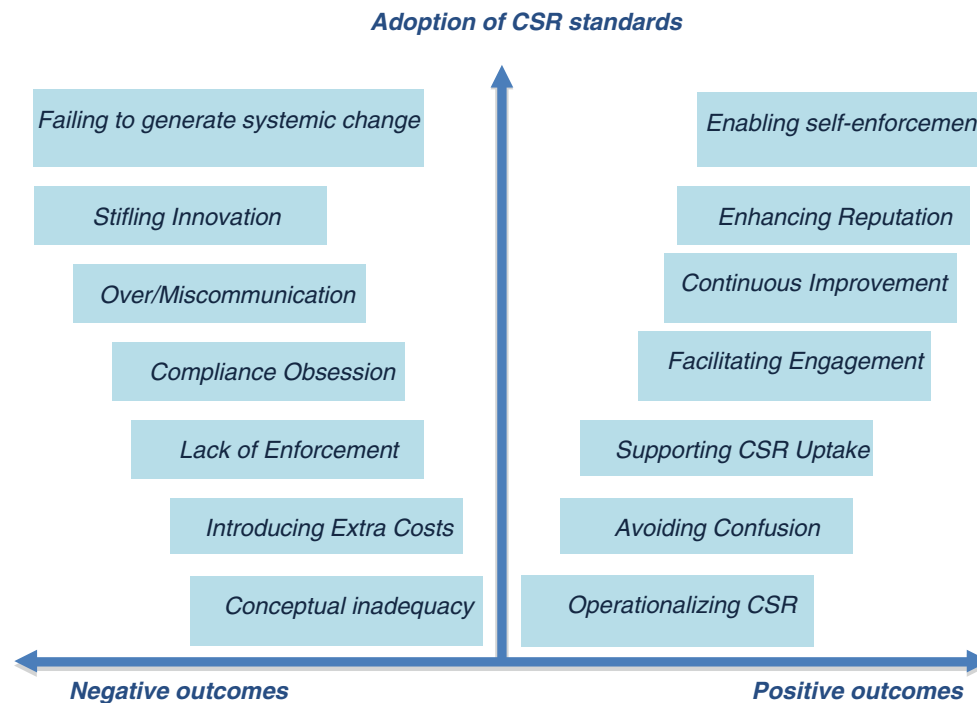 Adoption of CSR standards
Failing to generate systemic change
Enabling self-enforcemen
Stifling Innovation
Enhancing Reputation
Over/Miscommunication
Continuous Improvement
Compliance Obsession
Facilitating Engagement
Lack of Enforcement
Supporting CSR Uptake
Introducing Extra Costs
Avoiding Confusion
Conceptual inadequacy
Operationalizing CSR
Negative outcomes
Positive outcomes